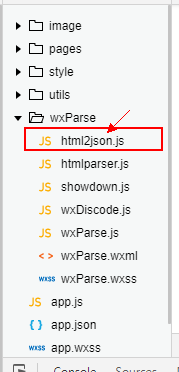 image
pages
style
utils
wxParse
JS html2json.js
JS htmlparser.js
JS showdown.js
JS wxDiscode.js
JS wxParse.js
< > wxParse.wxml
wxss wxParse.wxss
JS app.js
{ } app.json
wxss app.wxss
Console